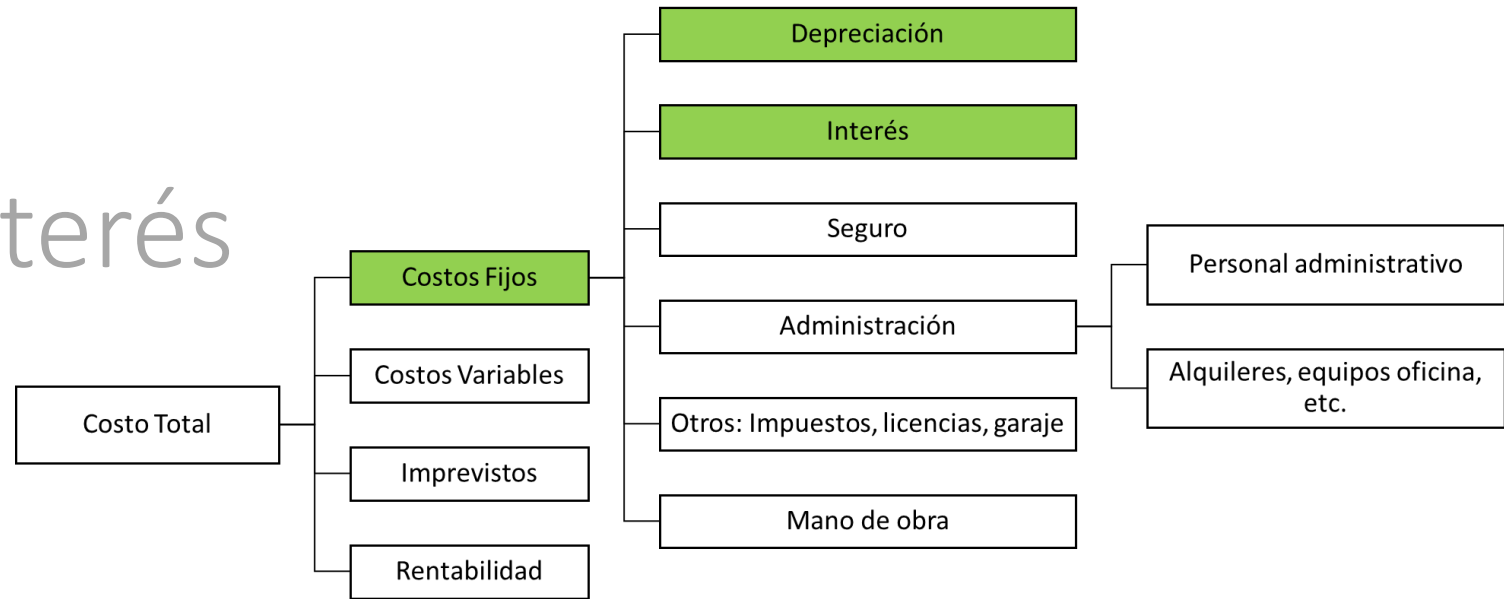 terés
Costo Total
Costos Fijos
Costos Variables
Imprevistos
Rentabilidad
Depreciación
Interés
Seguro
Administración
Otros: Impuestos, licencias, garaje
Mano de obra
Personal administrativo
Alquileres, equipos oficina,
etc.